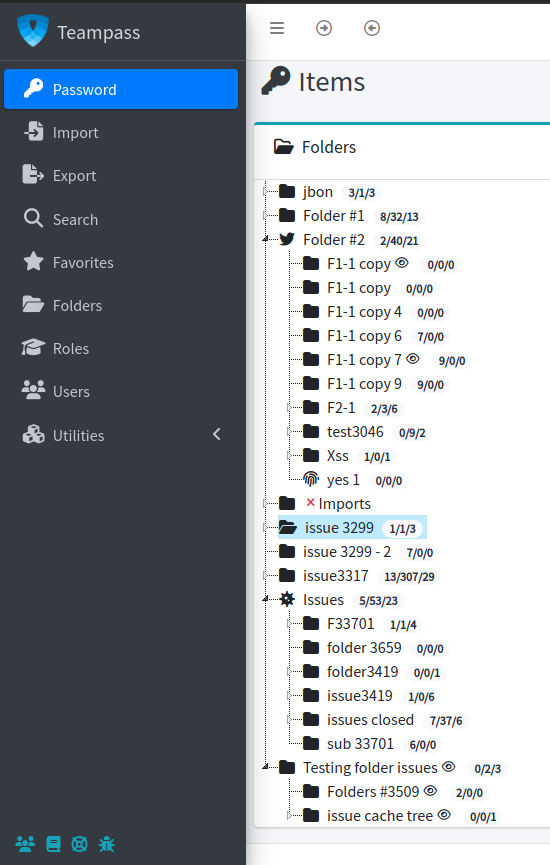 Teampass
Password
Import
Export
Search
Favorites
Folders
Roles
Users
Utilities
Items
Folders
jbon 3/1/3
Folder #1 8/32/13
Folder #2 2/40/21
F1-1 copy 0/0/0
F1-1 copy 0/0/0
F1-1 copy 4 0/0/0
F1-1 copy 6 7/0/0
F1-1 copy 7 9/0/0
F1-1 copy 9 9/0/0
F2-1 2/3/6
test3046 0/9/2
Xss 1/0/1
yes 1 0/0/0
Imports
issue 3299 1/1/3
issue 3299 - 2 7/0/0
issue3317 13/307/29
Issues 5/53/23
F33701 1/1/4
folder 3659 0/0/0
folder3419 0/0/1
issue3419 1/0/6
issues closed 7/37/6
sub 33701 6/0/0
Testing folder issues 0/2/3
Folders #3509 2/0/0
issue cache tree 0/0/1